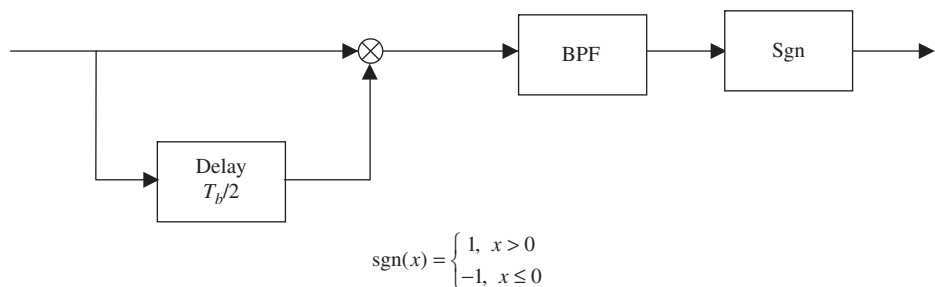 BPF
Sgn
Delay
T_b/2
sgn(x) = { 1, x > 0
−1, x ≤ 0